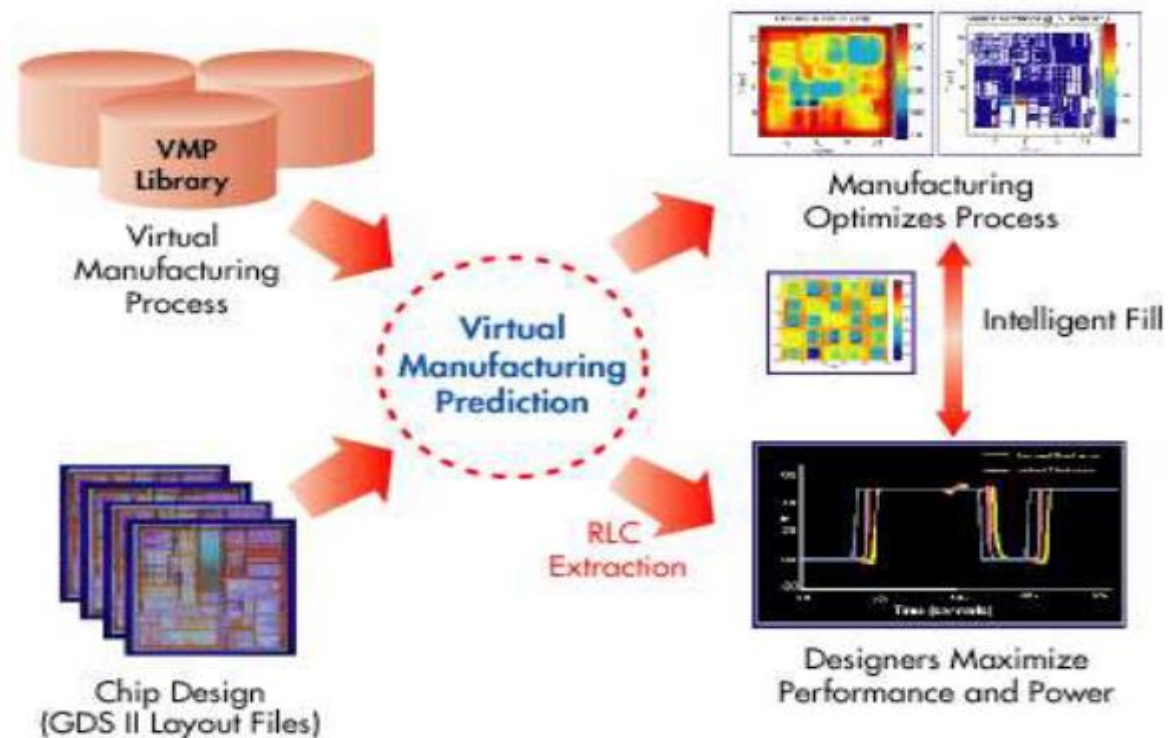 VMP
Library
Virtual
Manufacturing
Process
Virtual
Manufacturing
Prediction
Chip Design
(GDS II Layout Files)
RLC
Extraction
Manufacturing
Optimizes Process
Intelligent Fill
Time (seconds)
Designers Maximize
Performance and Power